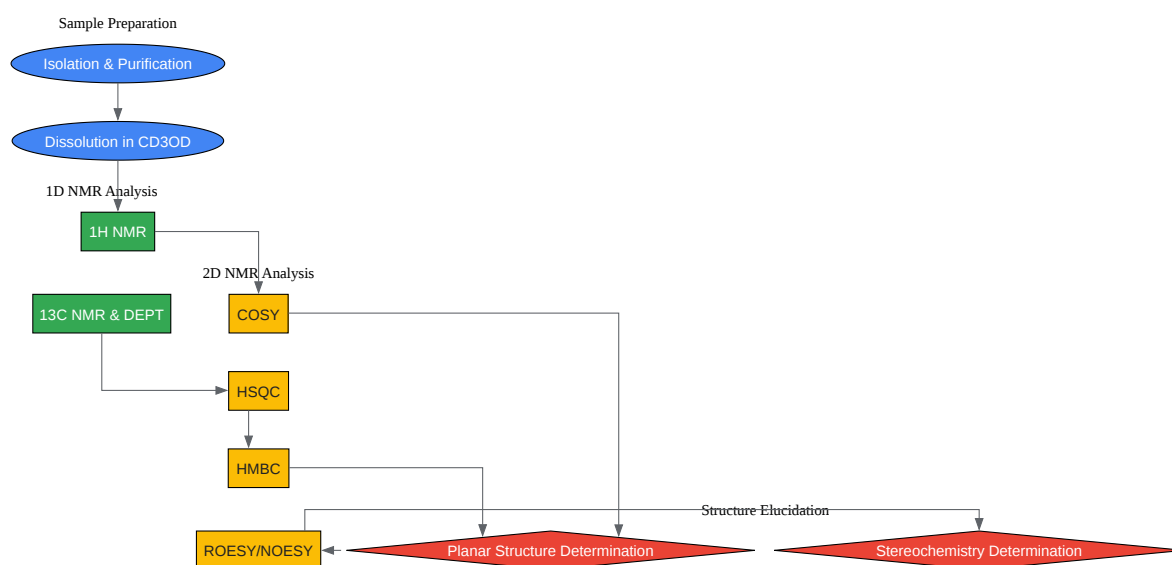 Sample Preparation
Isolation & Purification
Dissolution in CD3OD
1D NMR Analysis
1H NMR
2D NMR Analysis
13C NMR & DEPT
COSY
HSQC
HMBC
Structure Elucidation
ROESY/NOESY
Planar Structure Determination
Stereochemistry Determination